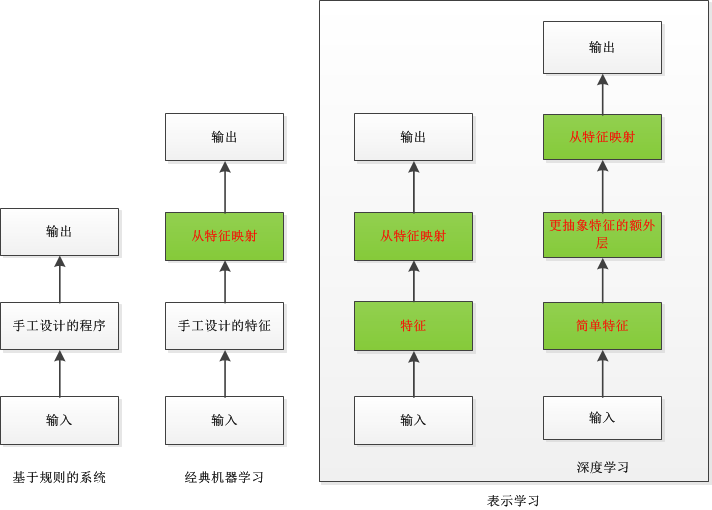 输出
手工设计的程序
输入
基于规则的系统
输出
从特征映射
手工设计的特征
输入
经典机器学习
输出
从特征映射
特征
输入
输出
从特征映射
更抽象特征的额外
层
简单特征
输入
深度学习
表示学习